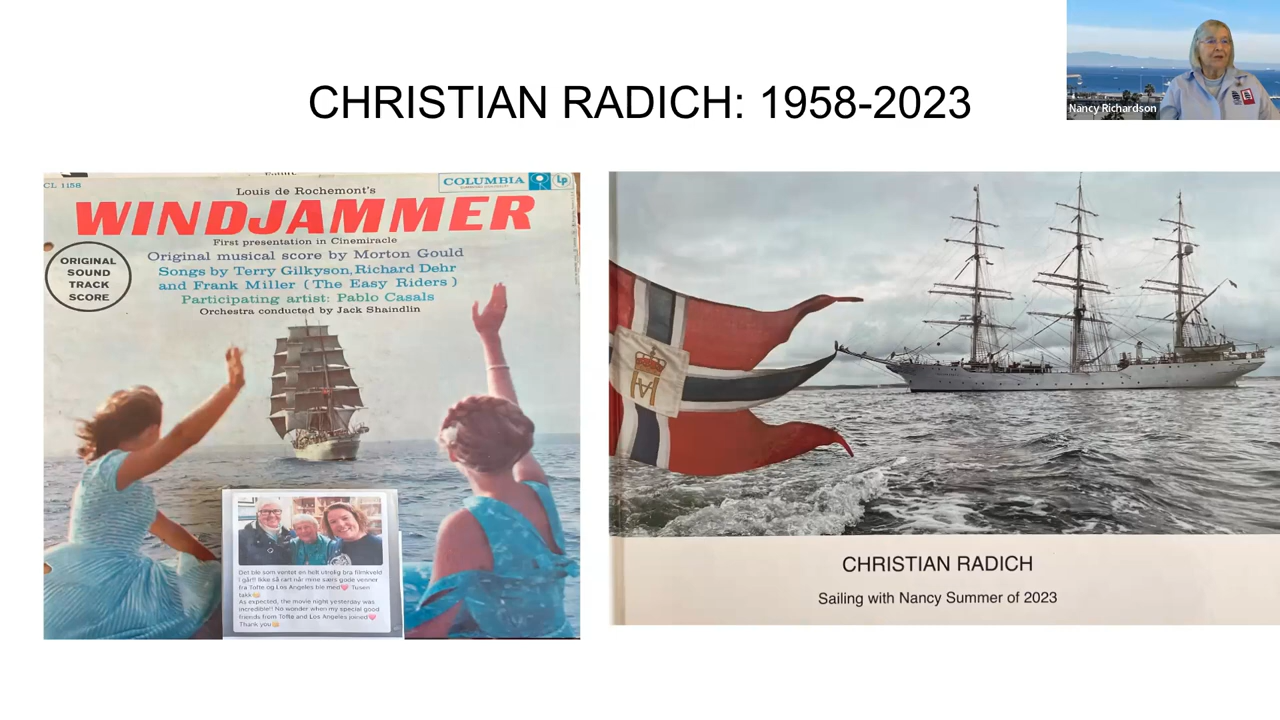 CHRISTIAN RADICH: 1958-2023
Nancy Richardson
CL 1158
COLUMBIA
Lp
Louis de Rochemont's
WINDJAMMER
First presentation in Cinemiracle
Original musical score by Morton Gould
Songs by Terry Gilkyson, Richard Dehr
and Frank Miller (The Easy Riders)
Participating artist: Pablo Casals
Orchestra conducted by Jack Shaindlin
ORIGINAL
SOUND
TRACK
SCORE
Det ble som ventet en helt utrolig bra filmkveld
i går!! Ikke så rart når mine særs gode venner
fra Tofte og Los Angeles ble med❤️ Tusen
takk😊
As expected, the movie night yesterday was
incredible!! No wonder when my special good
friends from Tofte and Los Angeles joined❤️
Thank you😊
CHRISTIAN RADICH
Sailing with Nancy Summer of 2023